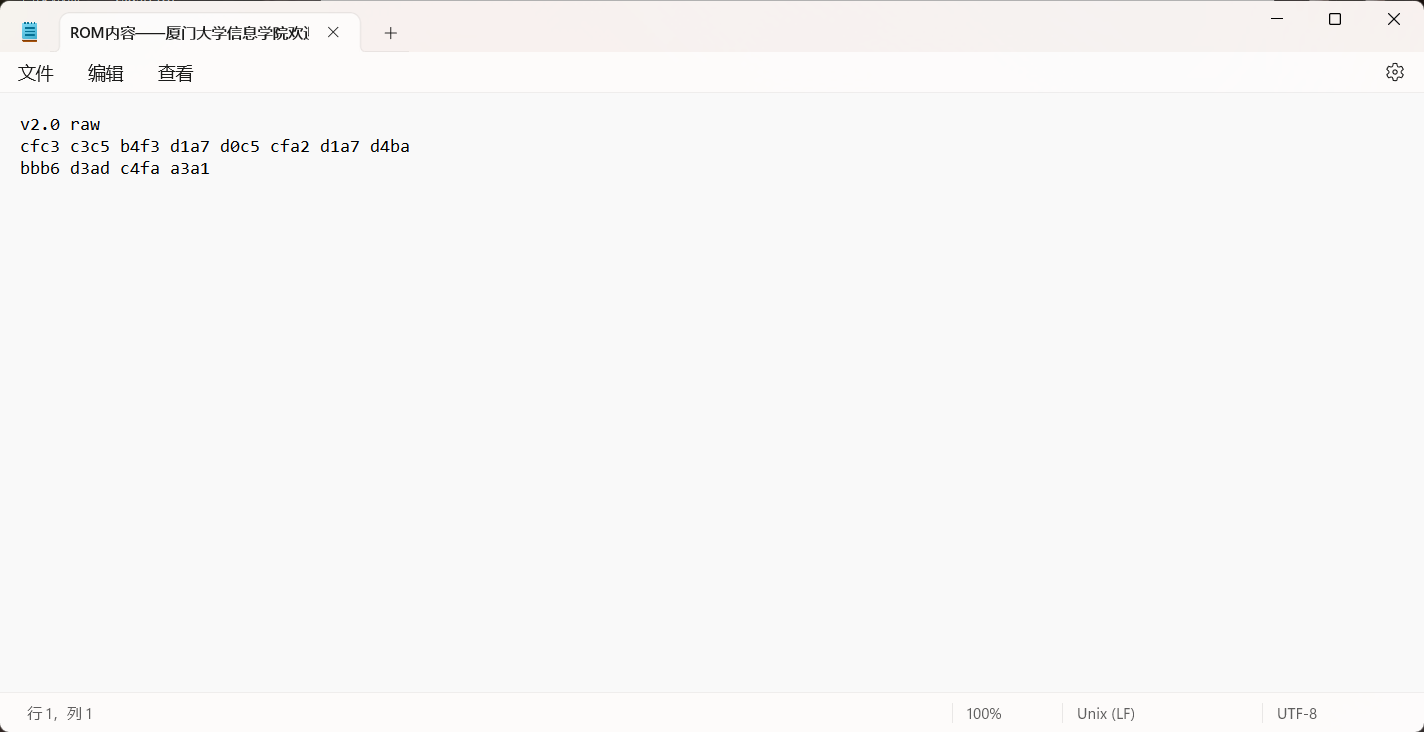 ROM内容——厦门大学信息学院欢
文件 编辑 查看
v2.0 raw
cfc3 c3c5 b4f3 d1a7 d0c5 cfa2 d1a7 d4ba
bbb6 d3ad c4fa a3a1
行 1，列 1 100% Unix (LF) UTF-8